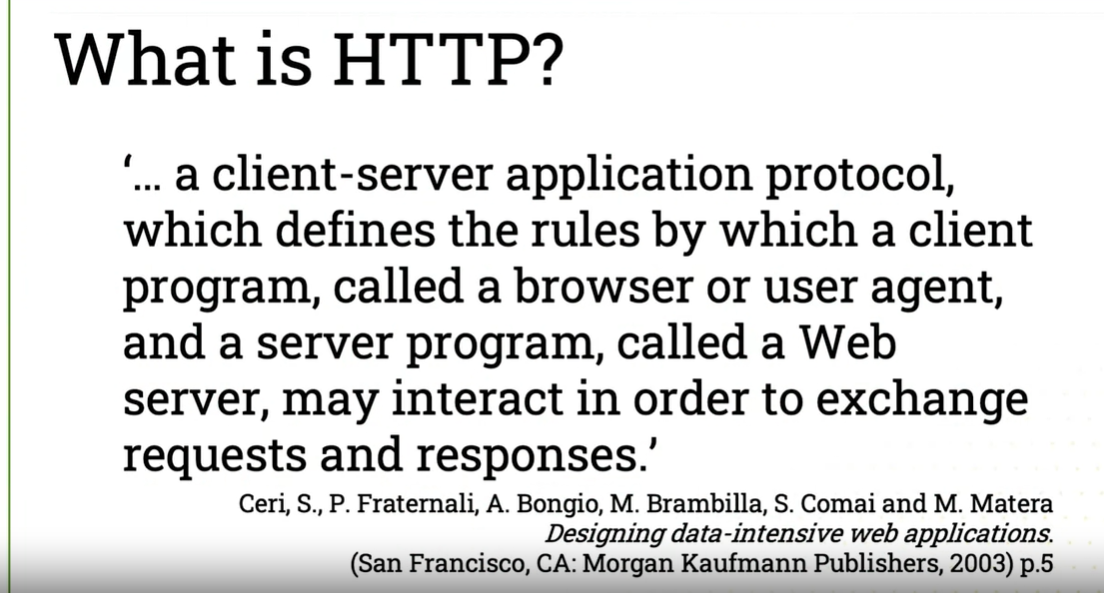 What is HTTP?
‘... a client-server application protocol,
which defines the rules by which a client
program, called a browser or user agent,
and a server program, called a Web
server, may interact in order to exchange
requests and responses.’
Ceri, S., P. Fraternali, A. Bongio, M. Brambilla, S. Comai and M. Matera
Designing data-intensive web applications.
(San Francisco, CA: Morgan Kaufmann Publishers, 2003) p.5